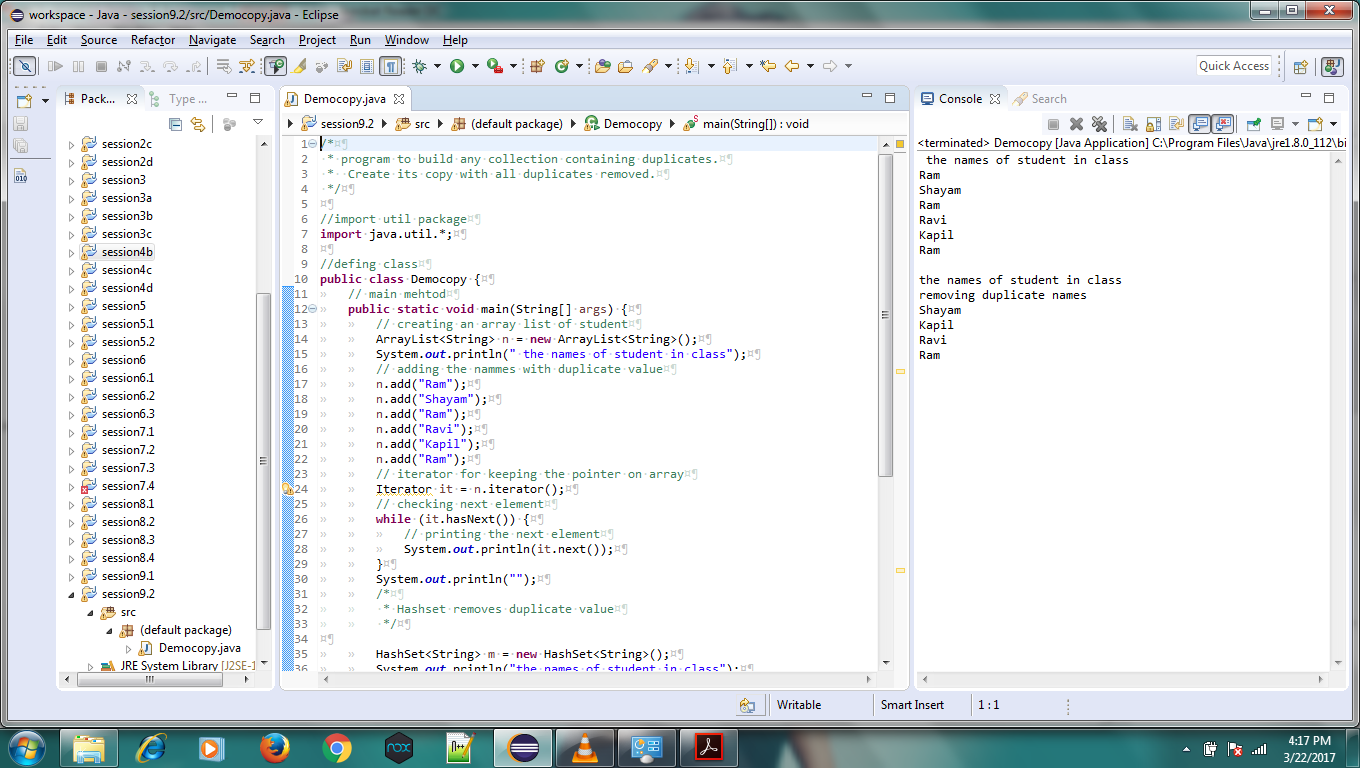 workspace - Java - session9.2/src/Democopy.java - Eclipse
File Edit Source Refactor Navigate Search Project Run Window Help
Quick Access
Pack...
Type ...
session2c
session2d
session3
session3a
session3b
session3c
session4b
session4c
session4d
session5
session5.1
session5.2
session6
session6.1
session6.2
session6.3
session7.1
session7.2
session7.3
session7.4
session8.1
session8.2
session8.3
session8.4
session9.1
session9.2
src
(default package)
Democopy.java
JRE System Library [J2SE-1
Democopy.java
session9.2 src (default package) Democopy main(String[]) : void
1 /*
2  * program to build any collection containing duplicates.
3  *  Create its copy with all duplicates removed.
4  */
5
6 //import util package
7 import java.util.*;
8
9 //defing class
10 public class Democopy {
11 // main mehtod
12 public static void main(String[] args) {
13 // creating an array list of student
14 ArrayList<String> n = new ArrayList<String>();
15 System.out.println(" the names of student in class");
16 // adding the nammes with duplicate value
17 n.add("Ram");
18 n.add("Shayam");
19 n.add("Ram");
20 n.add("Ravi");
21 n.add("Kapil");
22 n.add("Ram");
23 // iterator for keeping the pointer on array
24 Iterator it = n.iterator();
25 // checking next element
26 while (it.hasNext()) {
27 // printing the next element
28 System.out.println(it.next());
29 }
30 System.out.println("");
31 /*
32  * Hashset removes duplicate value
33  */
34
35 HashSet<String> m = new HashSet<String>();
36 System.out.println("the names of student in class");
Console
Search
<terminated> Democopy [Java Application] C:\Program Files\Java\jre1.8.0_112\bi
 the names of student in class
Ram
Shayam
Ram
Ravi
Kapil
Ram
the names of student in class
removing duplicate names
Shayam
Kapil
Ravi
Ram
Writable
Smart Insert
1 : 1
nox
4:17 PM
3/22/2017